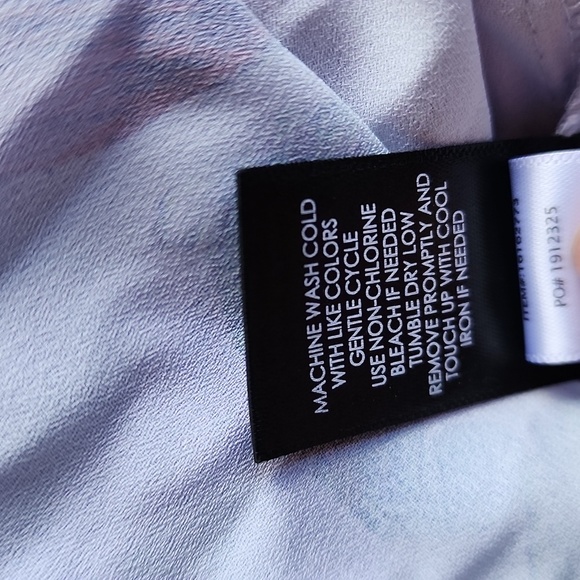 MACHINE WASH COLD
WITH LIKE COLORS
GENTLE CYCLE
USE NON-CHLORINE
BLEACH IF NEEDED
TUMBLE DRY LOW
REMOVE PROMPTLY AND
TOUCH UP WITH COOL
IRON IF NEEDED
PO# 1912325